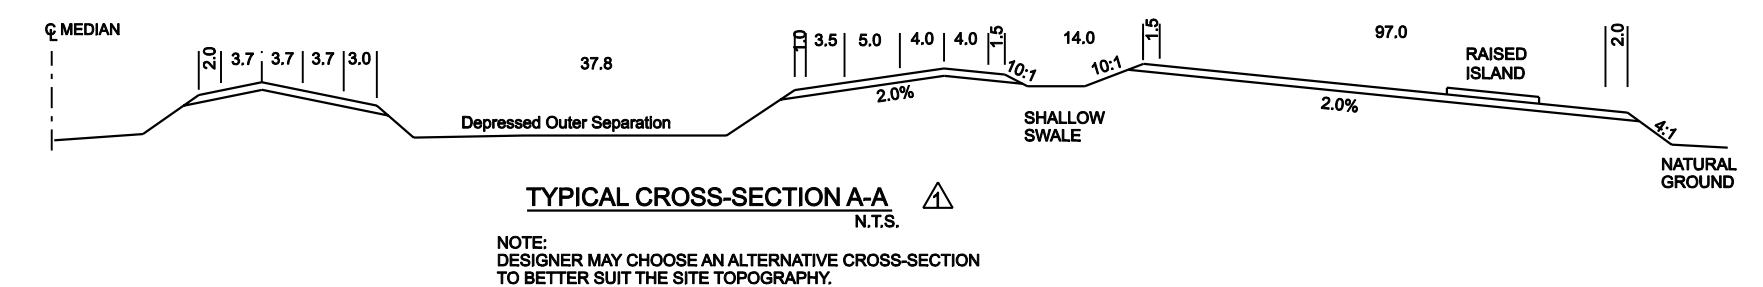 ℄ MEDIAN
2.0 3.7 3.7 3.7 3.0
37.8
1.0 3.5 5.0 4.0 4.0 1.5
14.0
1.5
97.0
2.0
RAISED
ISLAND
10:1
10:1
2.0%
2.0%
Depressed Outer Separation
SHALLOW
SWALE
4:1
NATURAL
GROUND
TYPICAL CROSS-SECTION A-A
1
N.T.S.
NOTE:
DESIGNER MAY CHOOSE AN ALTERNATIVE CROSS-SECTION
TO BETTER SUIT THE SITE TOPOGRAPHY.